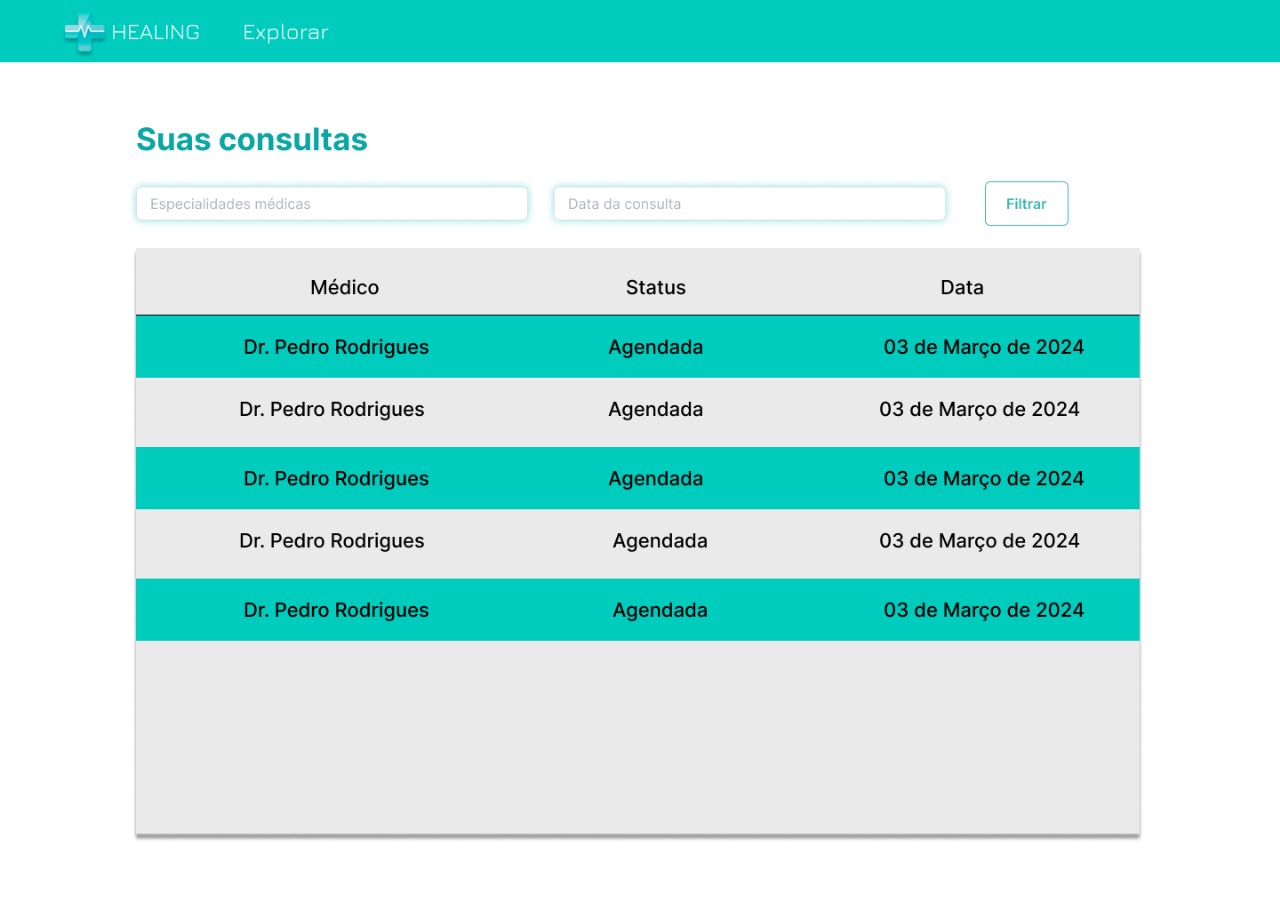 HEALING Explorar
Suas consultas
Especialidades médicas Data da consulta Filtrar
Médico Status Data
Dr. Pedro Rodrigues Agendada 03 de Março de 2024
Dr. Pedro Rodrigues Agendada 03 de Março de 2024
Dr. Pedro Rodrigues Agendada 03 de Março de 2024
Dr. Pedro Rodrigues Agendada 03 de Março de 2024
Dr. Pedro Rodrigues Agendada 03 de Março de 2024